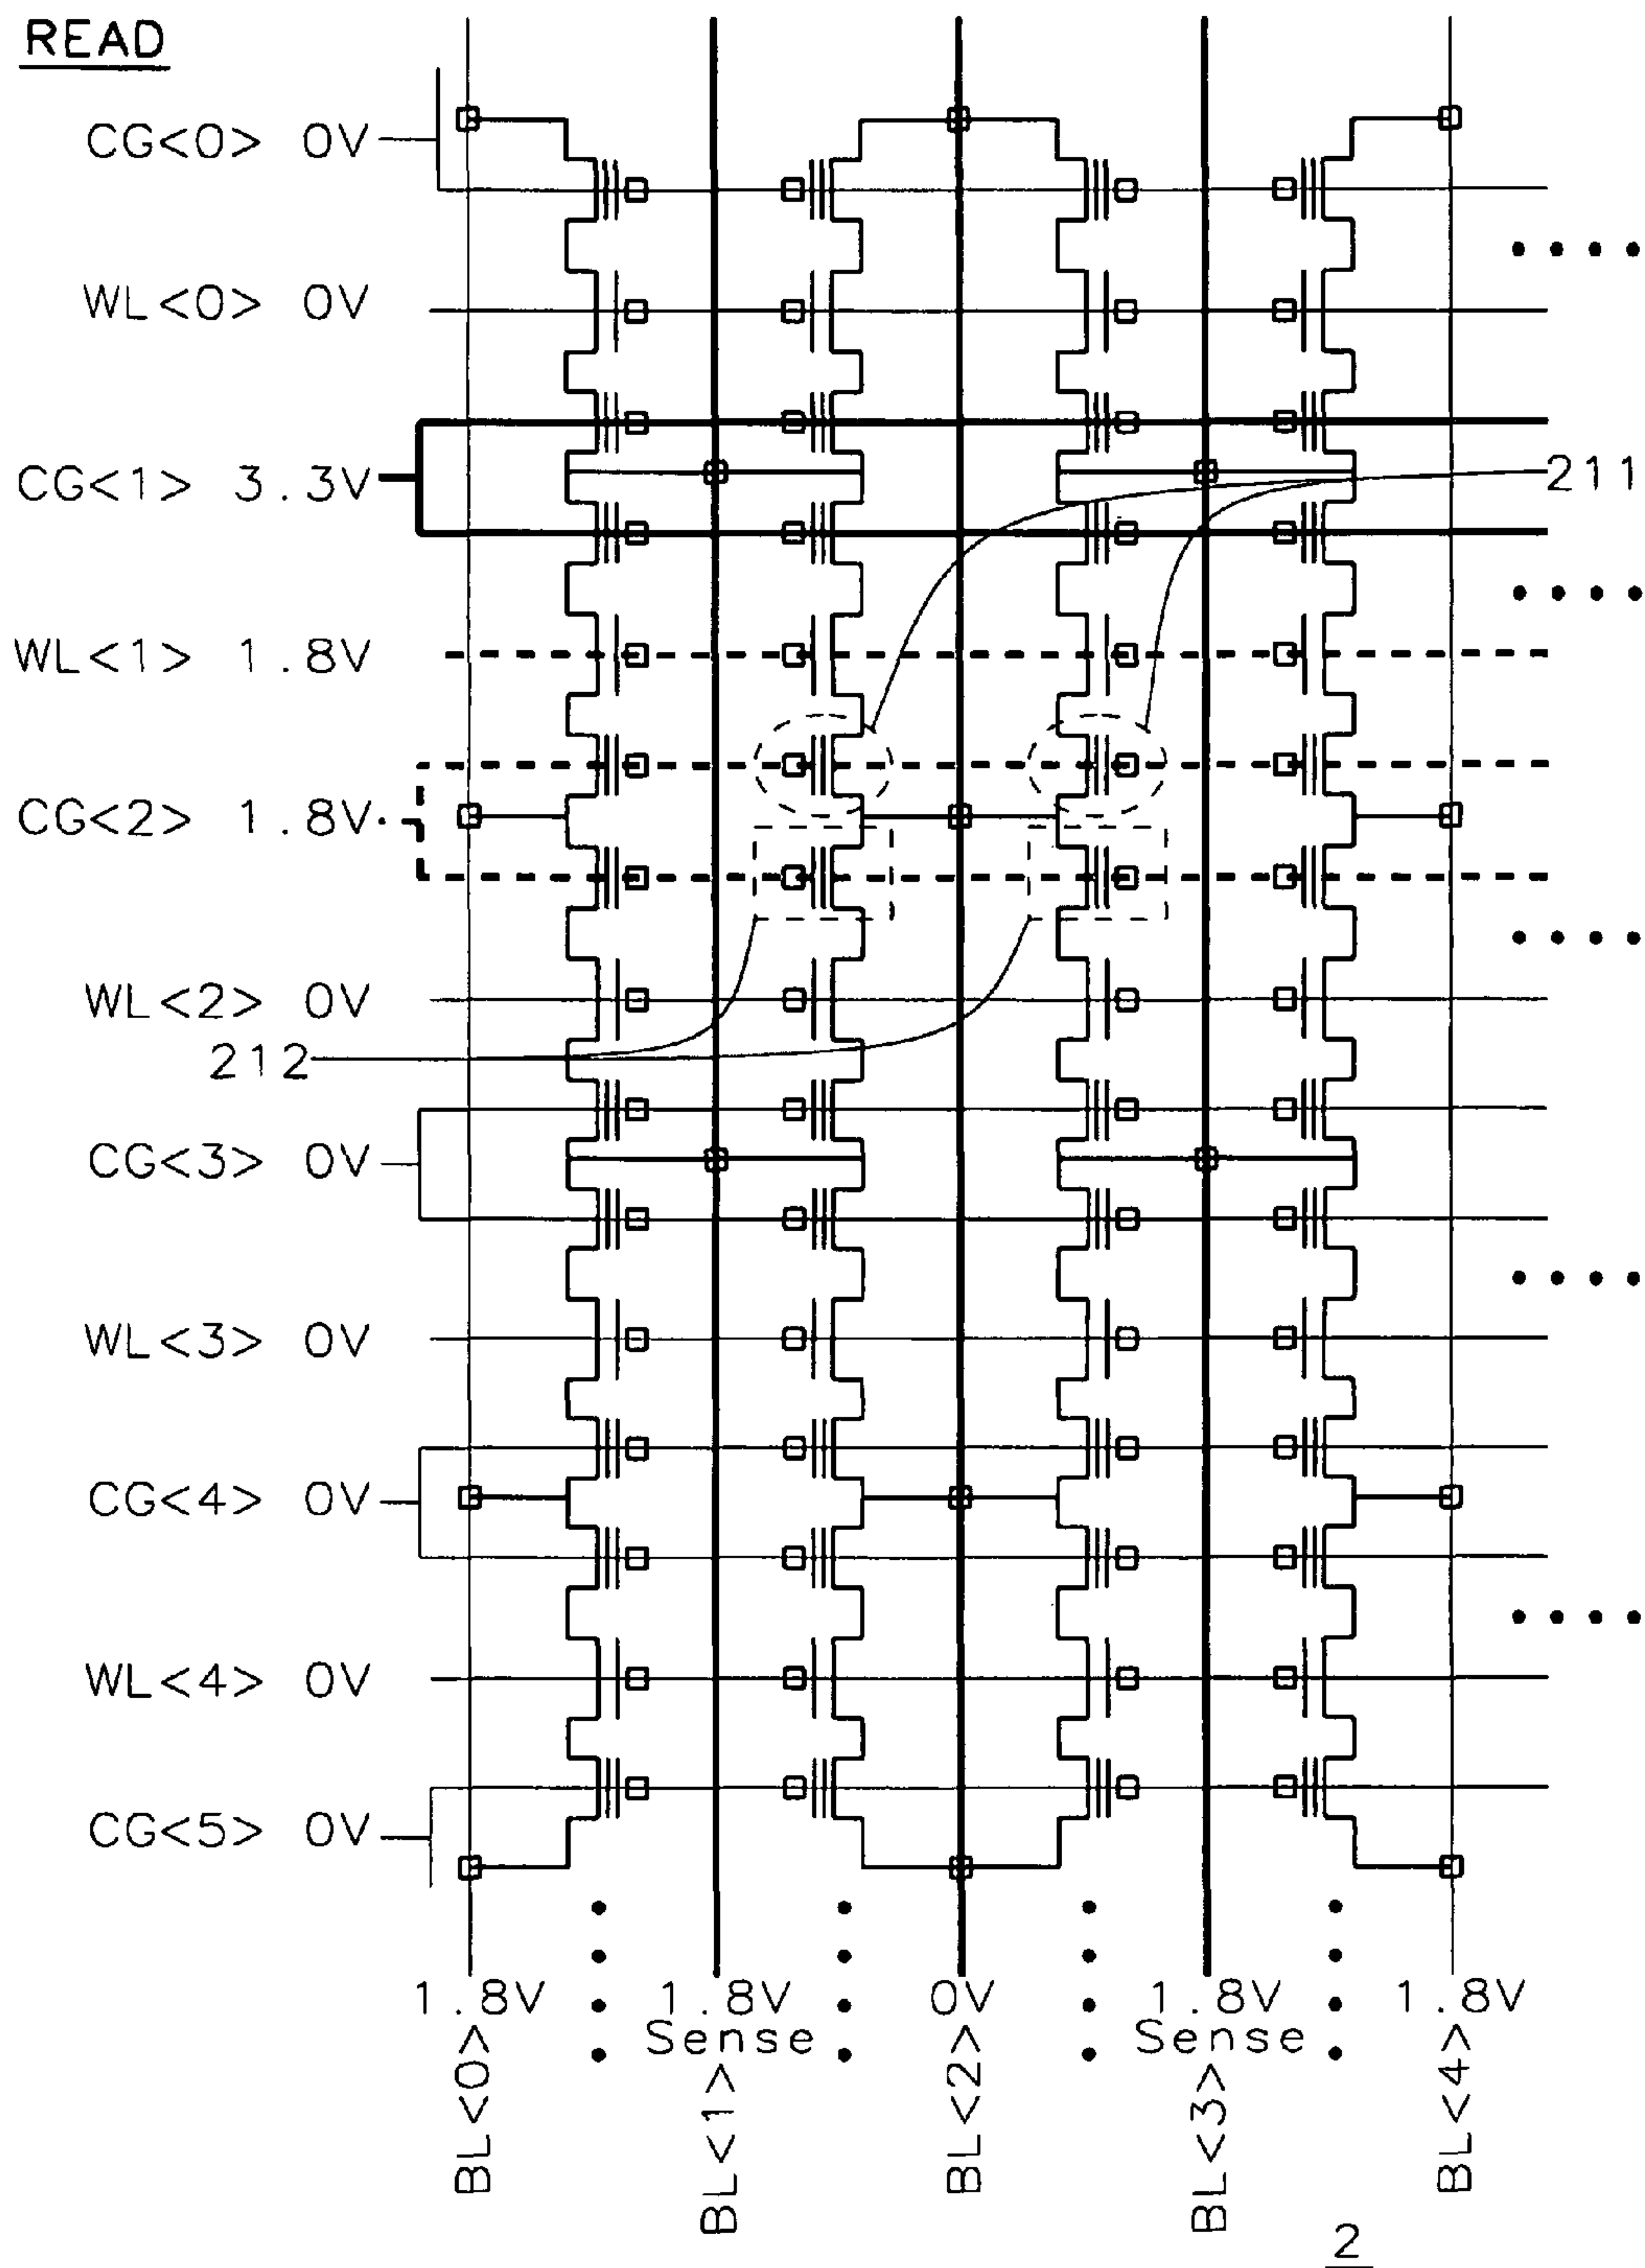 READ
CG<0> 0V
WL<0> 0V
CG<1> 3.3V
211
WL<1> 1.8V
CG<2> 1.8V
WL<2> 0V
212
CG<3> 0V
WL<3> 0V
CG<4> 0V
WL<4> 0V
CG<5> 0V
1.8V 1.8V 0V 1.8V 1.8V
Sense Sense
BL<0> BL<1> BL<2> BL<3> BL<4>
2